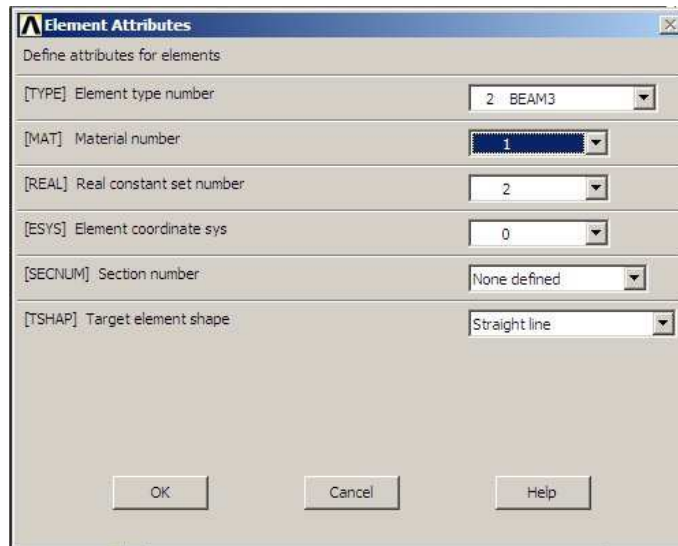 Element Attributes
Define attributes for elements
[TYPE] Element type number 2 BEAM3
[MAT] Material number 1
[REAL] Real constant set number 2
[ESYS] Element coordinate sys 0
[SECNUM] Section number None defined
[TSHAP] Target element shape Straight line
OK Cancel Help